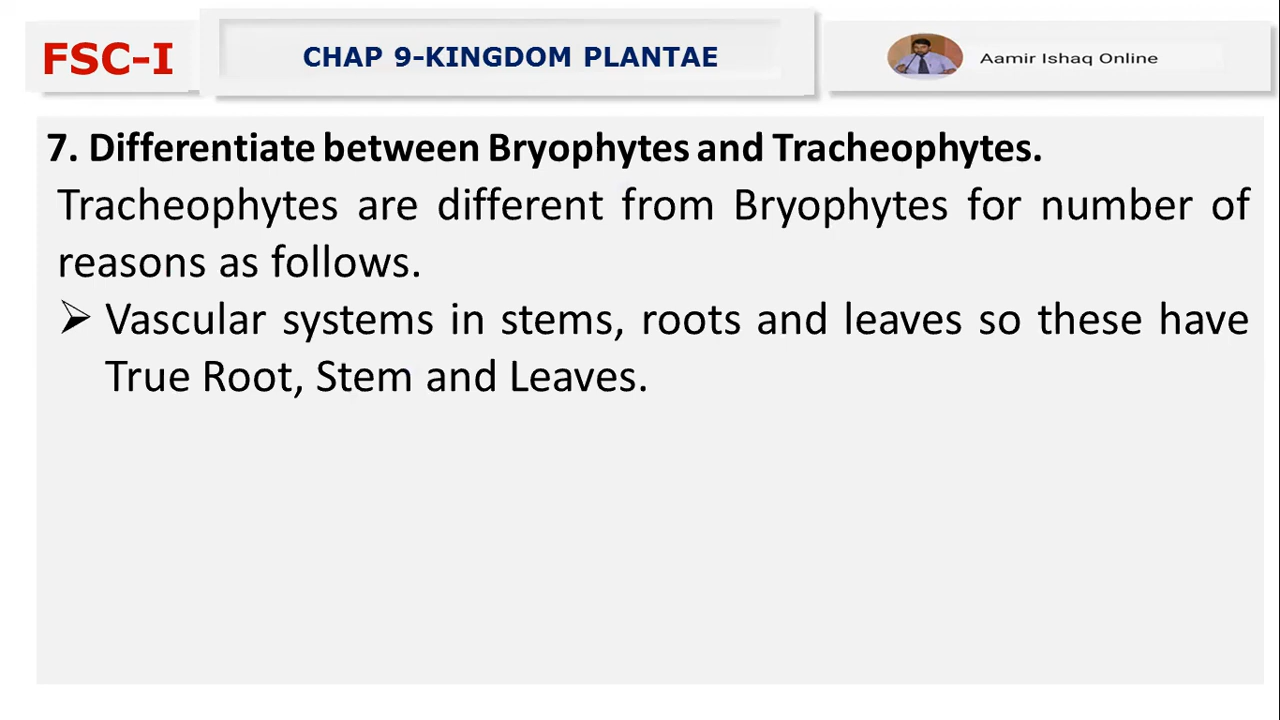 FSC-I
CHAP 9-KINGDOM PLANTAE
Aamir Ishaq Online
7. Differentiate between Bryophytes and Tracheophytes.
Tracheophytes are different from Bryophytes for number of
reasons as follows.
➢ Vascular systems in stems, roots and leaves so these have
True Root, Stem and Leaves.